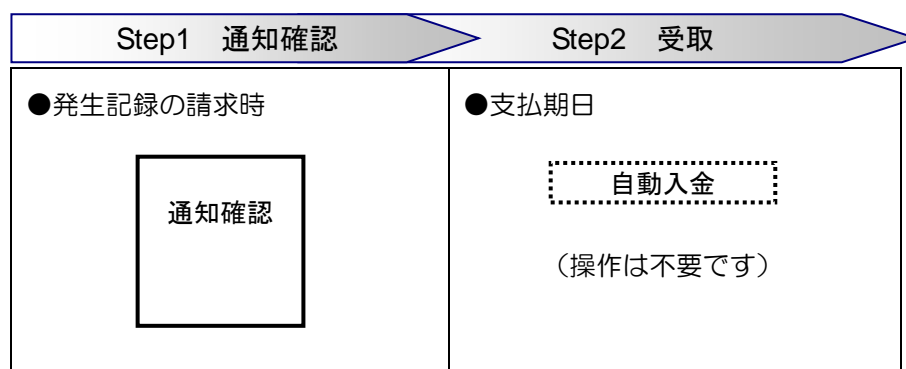 Step1　通知確認
Step2　受取
●発生記録の請求時
通知確認
●支払期日
自動入金
（操作は不要です）